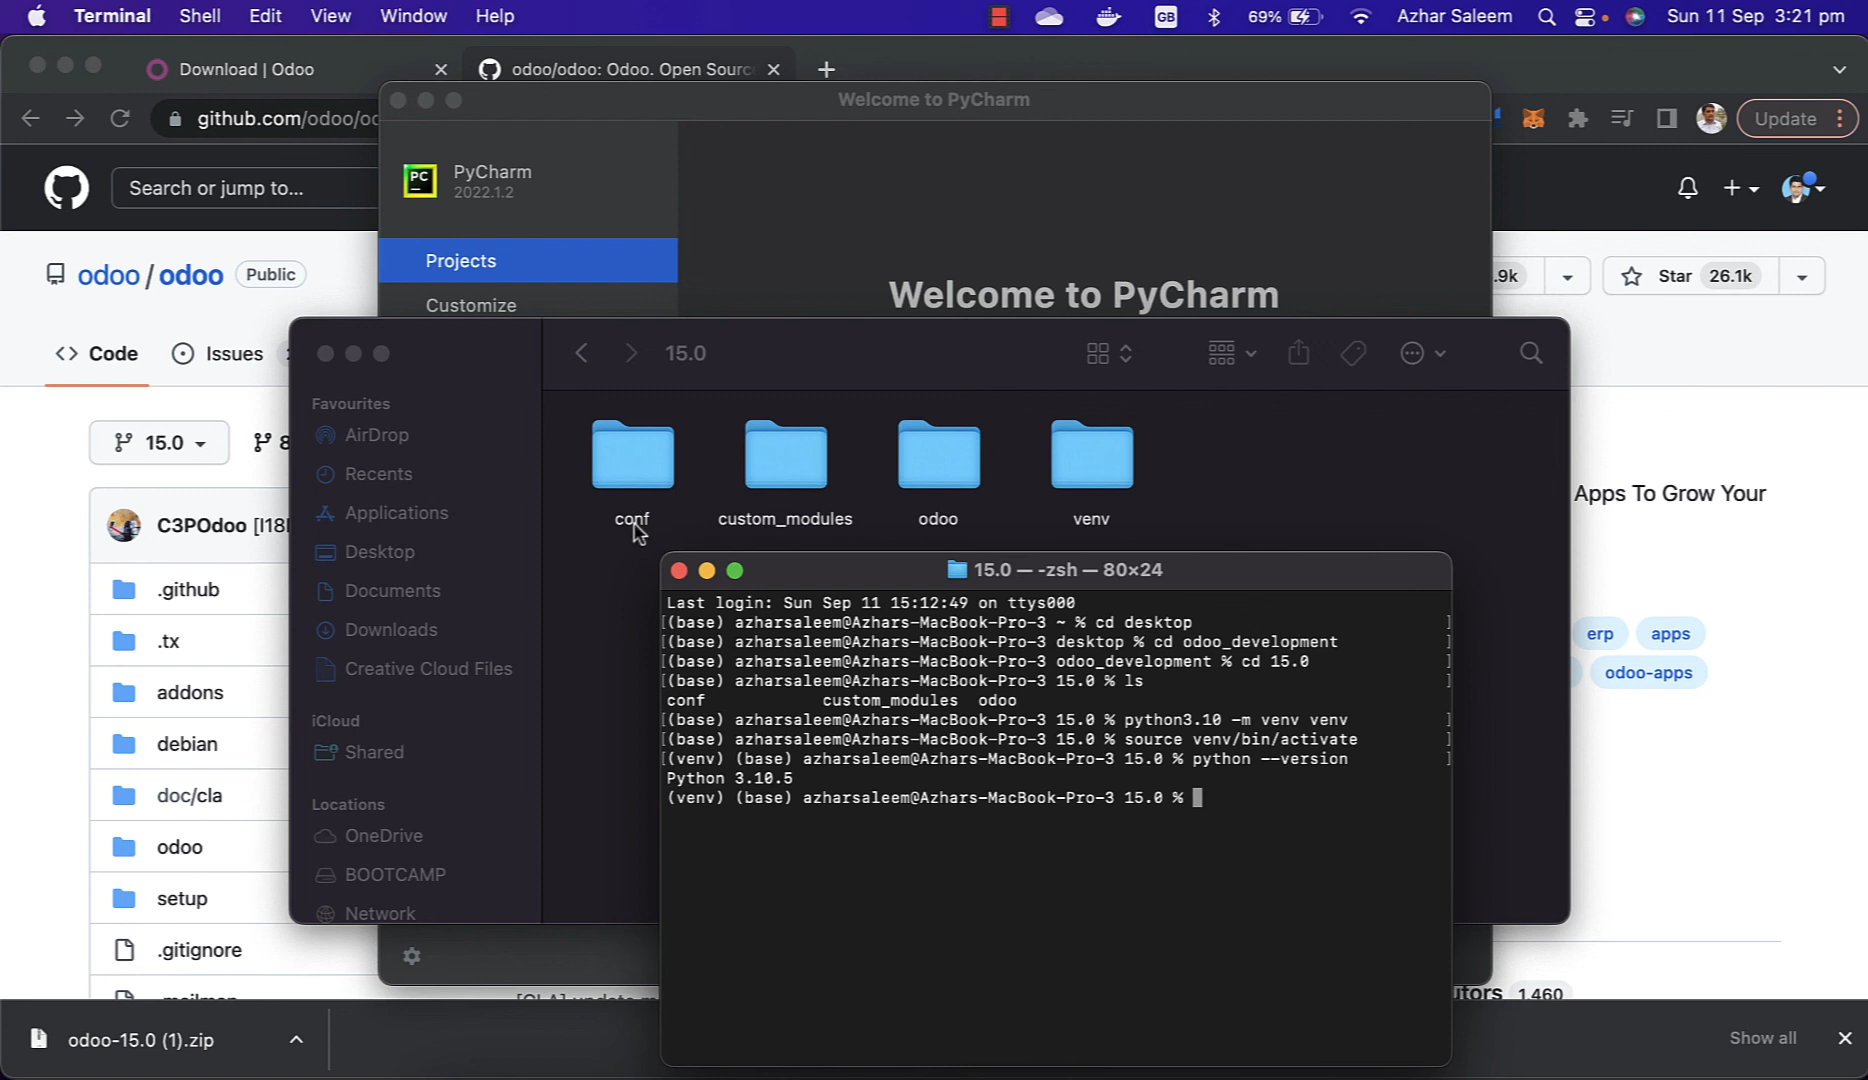 Terminal Shell Edit View Window Help GB 69% Azhar Saleem Sun 11 Sep 3:21 pm
Download | Odoo odoo/odoo: Odoo. Open Sourc
Welcome to PyCharm
github.com/odoo/oc Update
PC PyCharm
2022.1.2
Search or jump to...
Projects
odoo / odoo Public .9k Star 26.1k
Welcome to PyCharm
Customize
Code Issues 15.0
Favourites
AirDrop
15.0 8
Recents
Apps To Grow Your
Applications
C3POdoo [I18
conf custom_modules odoo venv
Desktop
15.0 — -zsh — 80×24
.github Documents
Last login: Sun Sep 11 15:12:49 on ttys000
[(base) azharsaleem@Azhars-MacBook-Pro-3 ~ % cd desktop ]
Downloads erp apps
.tx [(base) azharsaleem@Azhars-MacBook-Pro-3 desktop % cd odoo_development ]
[(base) azharsaleem@Azhars-MacBook-Pro-3 odoo_development % cd 15.0 ]
Creative Cloud Files odoo-apps
[(base) azharsaleem@Azhars-MacBook-Pro-3 15.0 % ls ]
addons conf custom_modules odoo
iCloud [(base) azharsaleem@Azhars-MacBook-Pro-3 15.0 % python3.10 -m venv venv ]
debian [(base) azharsaleem@Azhars-MacBook-Pro-3 15.0 % source venv/bin/activate ]
Shared [(venv) (base) azharsaleem@Azhars-MacBook-Pro-3 15.0 % python --version ]
Python 3.10.5
doc/cla (venv) (base) azharsaleem@Azhars-MacBook-Pro-3 15.0 %
Locations
OneDrive
odoo
BOOTCAMP
setup
Network
.gitignore
1,460
odoo-15.0 (1).zip Show all